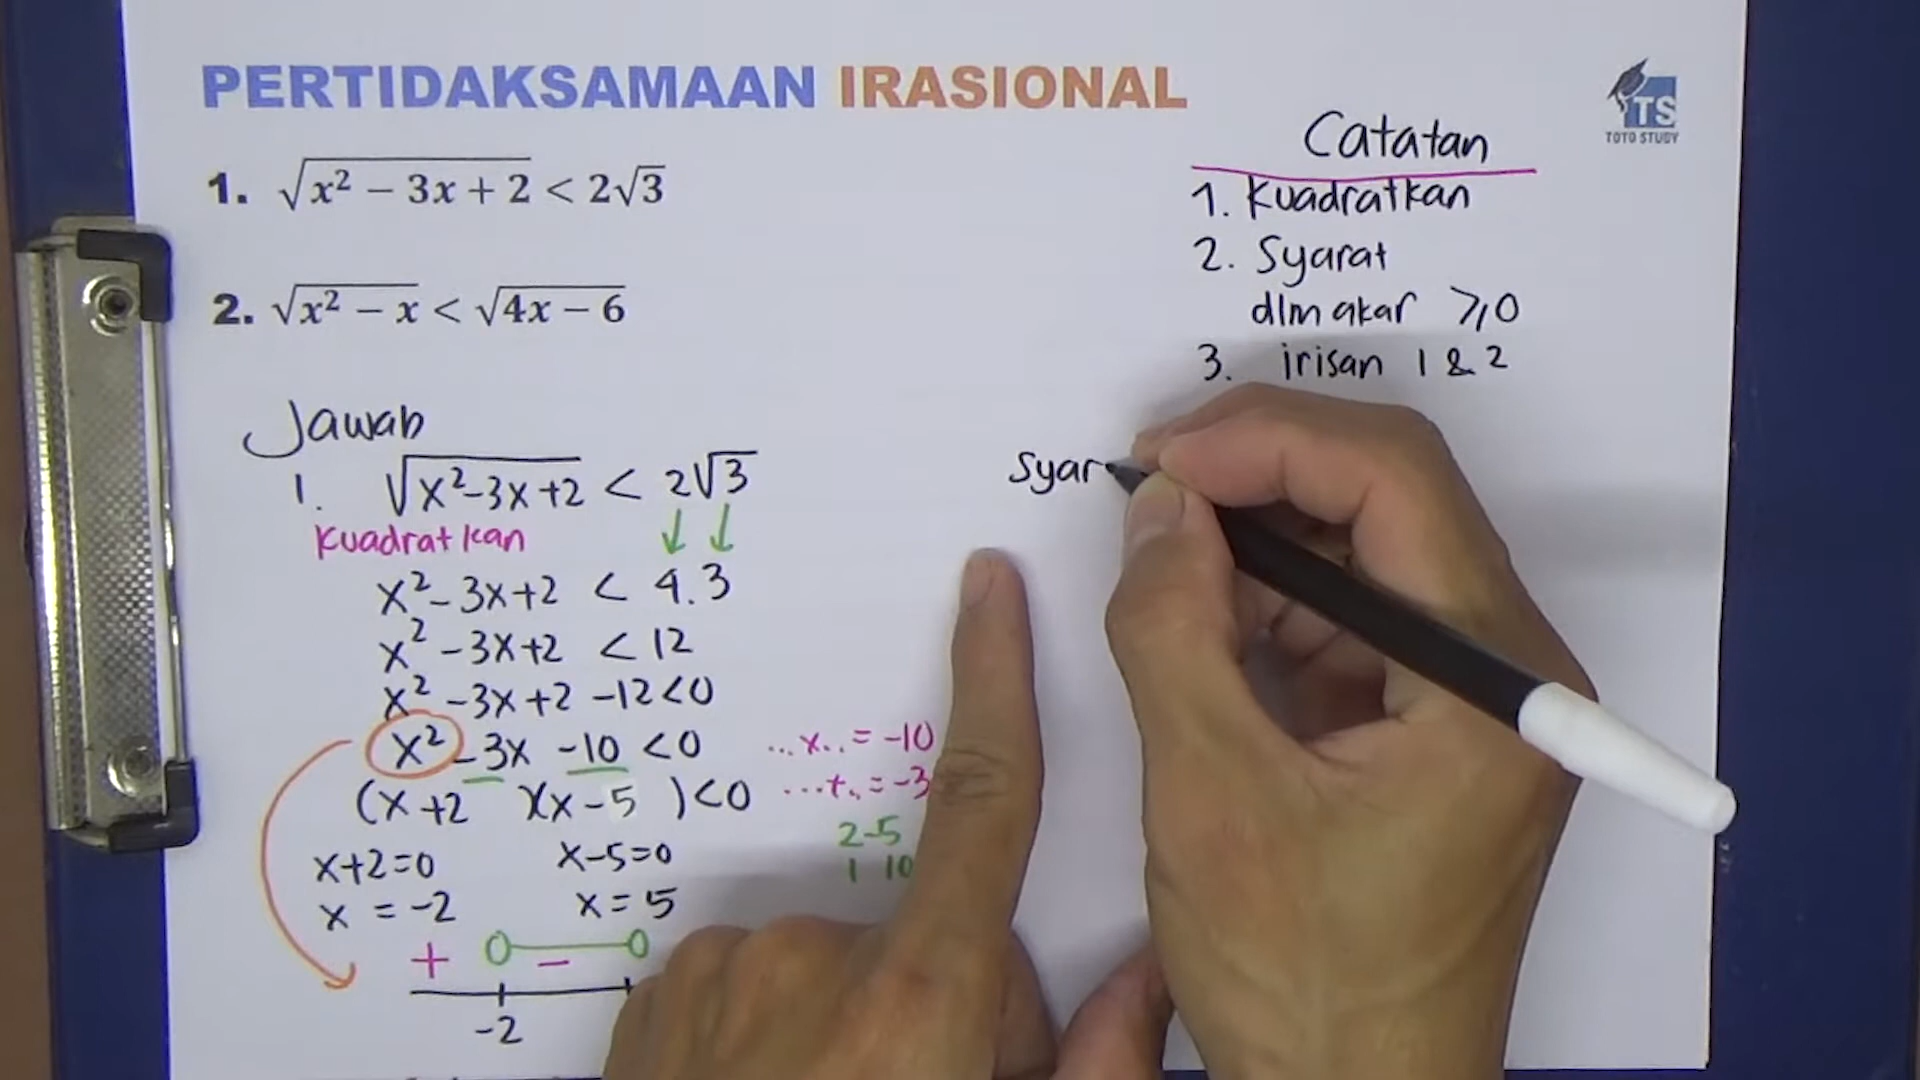 PERTIDAKSAMAAN IRASIONAL
TS
TOTO STUDY
1. √(x² − 3x + 2) < 2√3
2. √(x² − x) < √(4x − 6)
Catatan
1. Kuadratkan
2. Syarat
dlm akar ≥ 0
3. irisan 1 & 2
Jawab
1. √(x²-3x+2) < 2√3
Kuadratkan
x²-3x+2 < 4.3
x²-3x+2 < 12
x²-3x+2-12<0
x²-3x-10<0
(x+2)(x-5)<0
x+2=0 x-5=0
x = -2 x = 5
+ -
-2
...x.. = -10
...+.. = -3
2-5
1 10
Syar